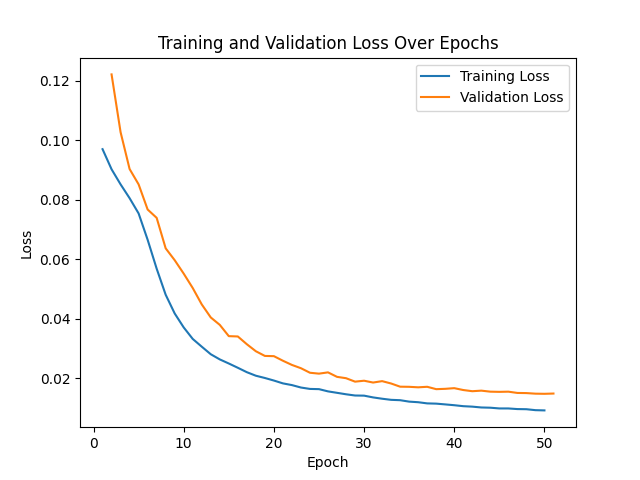 Training and Validation Loss Over Epochs
Training Loss
Validation Loss
0.12
0.10
0.08
0.06
0.04
0.02
Loss
0 10 20 30 40 50
Epoch